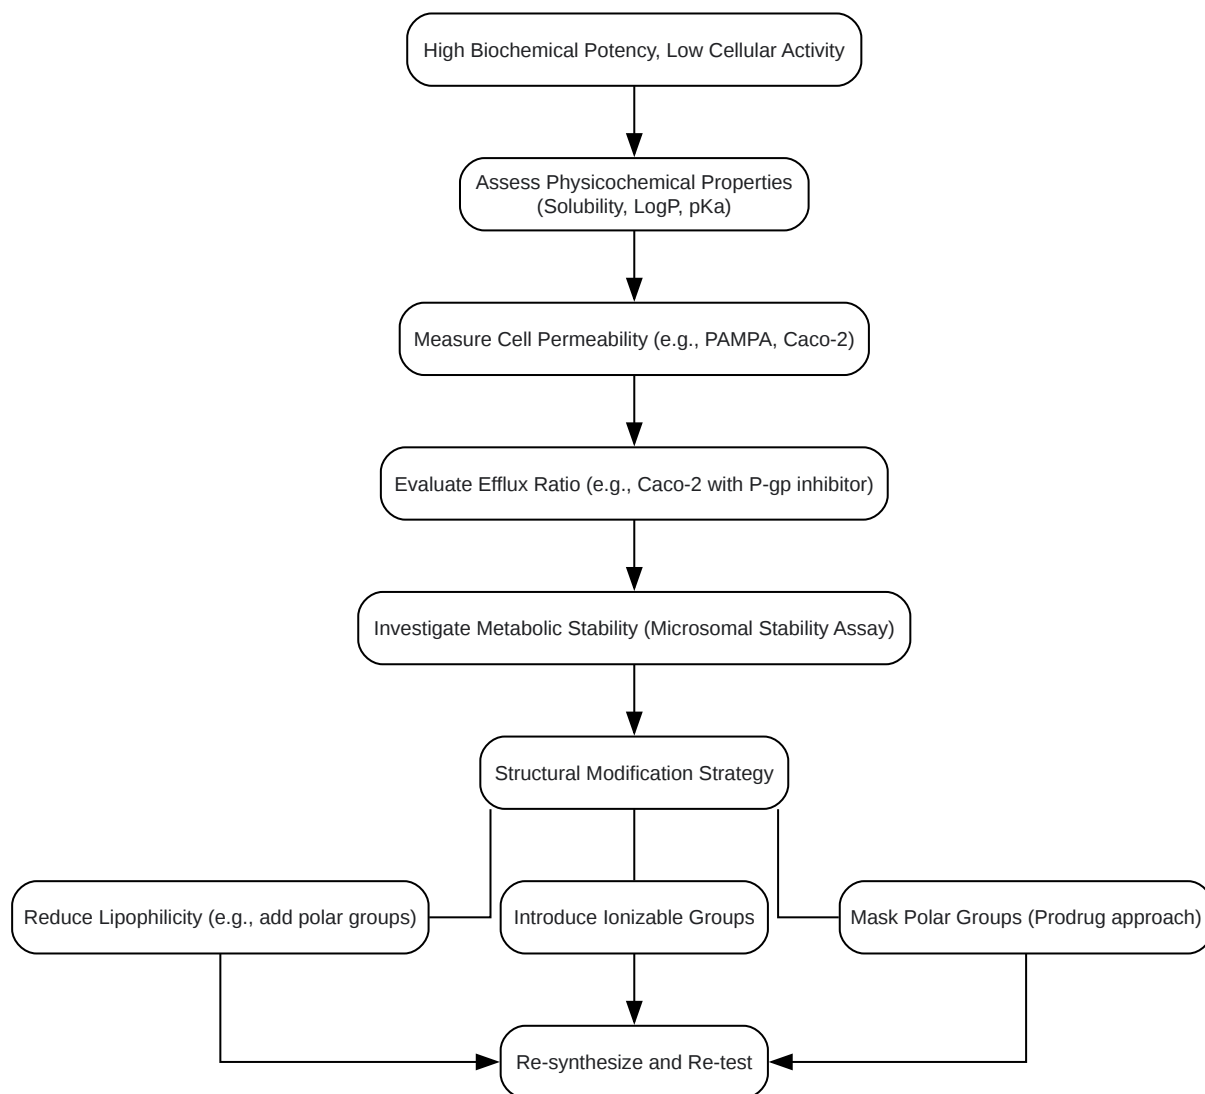 High Biochemical Potency, Low Cellular Activity
Assess Physicochemical Properties
(Solubility, LogP, pKa)
Measure Cell Permeability (e.g., PAMPA, Caco-2)
Evaluate Efflux Ratio (e.g., Caco-2 with P-gp inhibitor)
Investigate Metabolic Stability (Microsomal Stability Assay)
Structural Modification Strategy
Reduce Lipophilicity (e.g., add polar groups)
Introduce Ionizable Groups
Mask Polar Groups (Prodrug approach)
Re-synthesize and Re-test